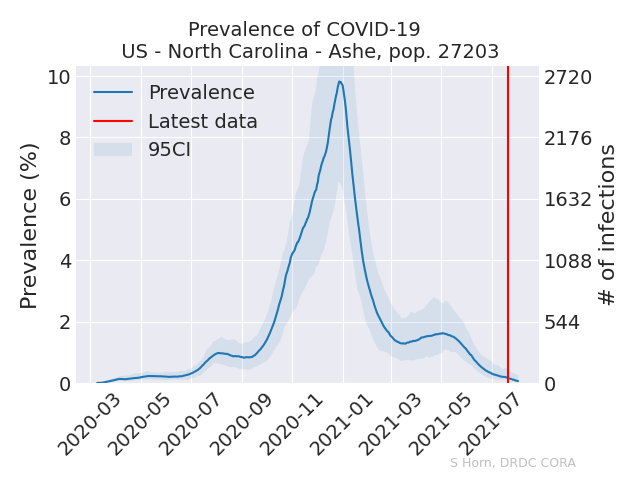 Prevalence of COVID-19
US - North Carolina - Ashe, pop. 27203
Prevalence
Latest data
95CI
Prevalence (%)
10
8
6
4
2
0
2720
2176
1632
1088
544
0
# of infections
2020-03
2020-05
2020-07
2020-09
2020-11
2021-01
2021-03
2021-05
2021-07
S Horn, DRDC CORA